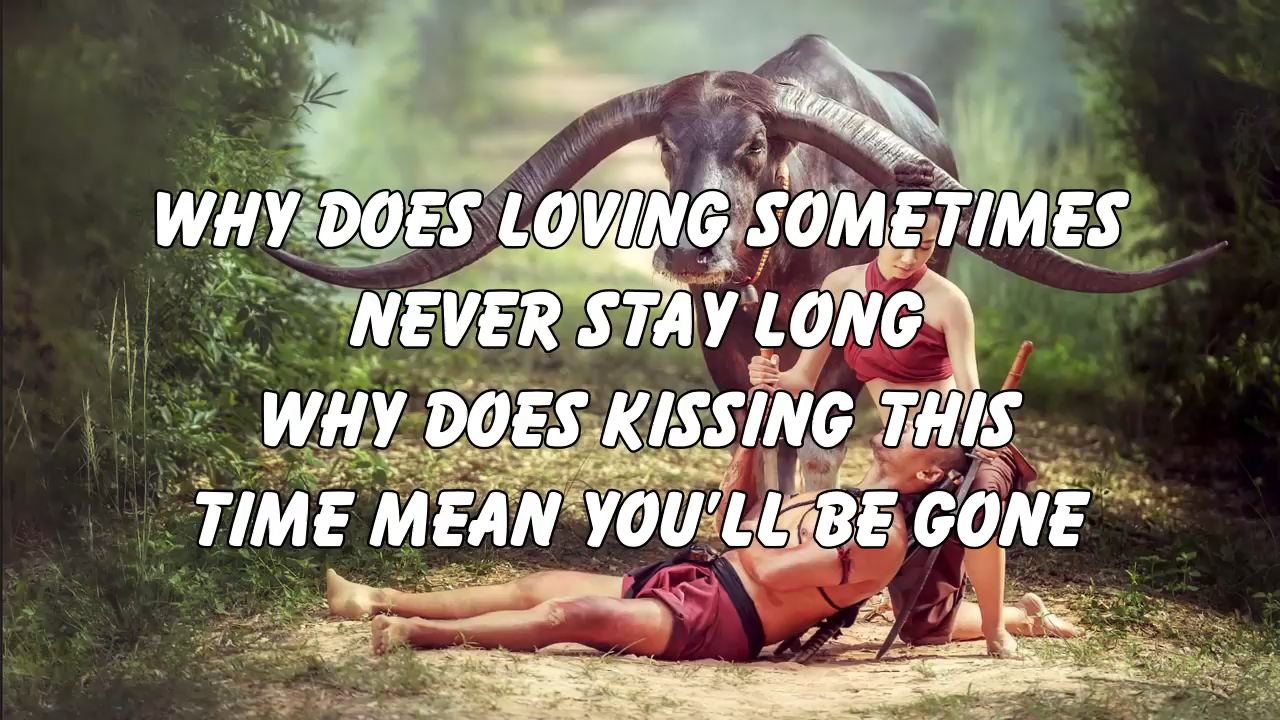 WHY DOES LOVING SOMETIMES
NEVER STAY LONG
WHY DOES KISSING THIS
TIME MEAN YOU'LL BE GONE